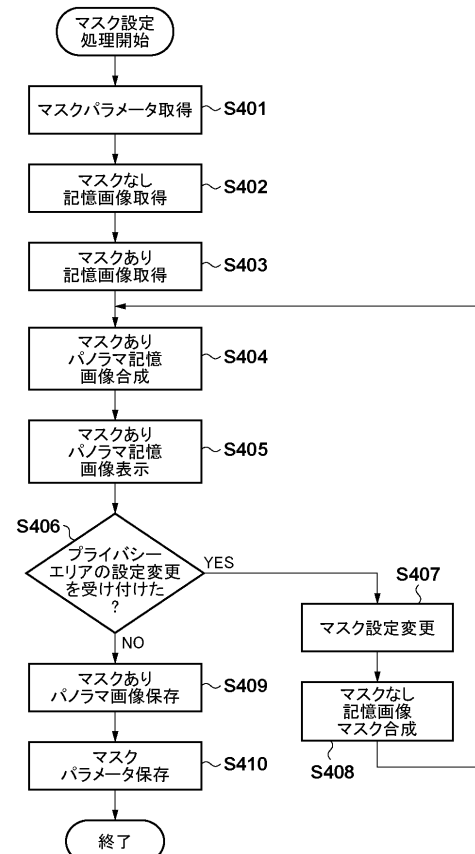 マスク設定
処理開始
マスクパラメータ取得
S401
マスクなし
記憶画像取得
S402
マスクあり
記憶画像取得
S403
マスクあり
パノラマ記憶
画像合成
S404
マスクあり
パノラマ記憶
画像表示
S405
S406
プライバシー
エリアの設定変更
を受け付けた
?
YES
NO
S407
マスク設定変更
マスクなし
記憶画像
マスク合成
S408
マスクあり
パノラマ画像保存
S409
マスク
パラメータ保存
S410
終了